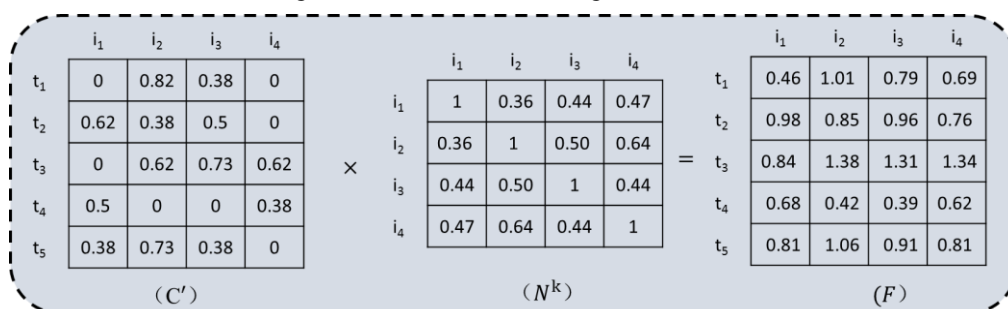 i₁ i₂ i₃ i₄
t₁ 0 0.82 0.38 0
t₂ 0.62 0.38 0.5 0
t₃ 0 0.62 0.73 0.62
t₄ 0.5 0 0 0.38
t₅ 0.38 0.73 0.38 0
(C′)
×
i₁ i₂ i₃ i₄
i₁ 1 0.36 0.44 0.47
i₂ 0.36 1 0.50 0.64
i₃ 0.44 0.50 1 0.44
i₄ 0.47 0.64 0.44 1
(Nᵏ)
=
i₁ i₂ i₃ i₄
t₁ 0.46 1.01 0.79 0.69
t₂ 0.98 0.85 0.96 0.76
t₃ 0.84 1.38 1.31 1.34
t₄ 0.68 0.42 0.39 0.62
t₅ 0.81 1.06 0.91 0.81
(F)